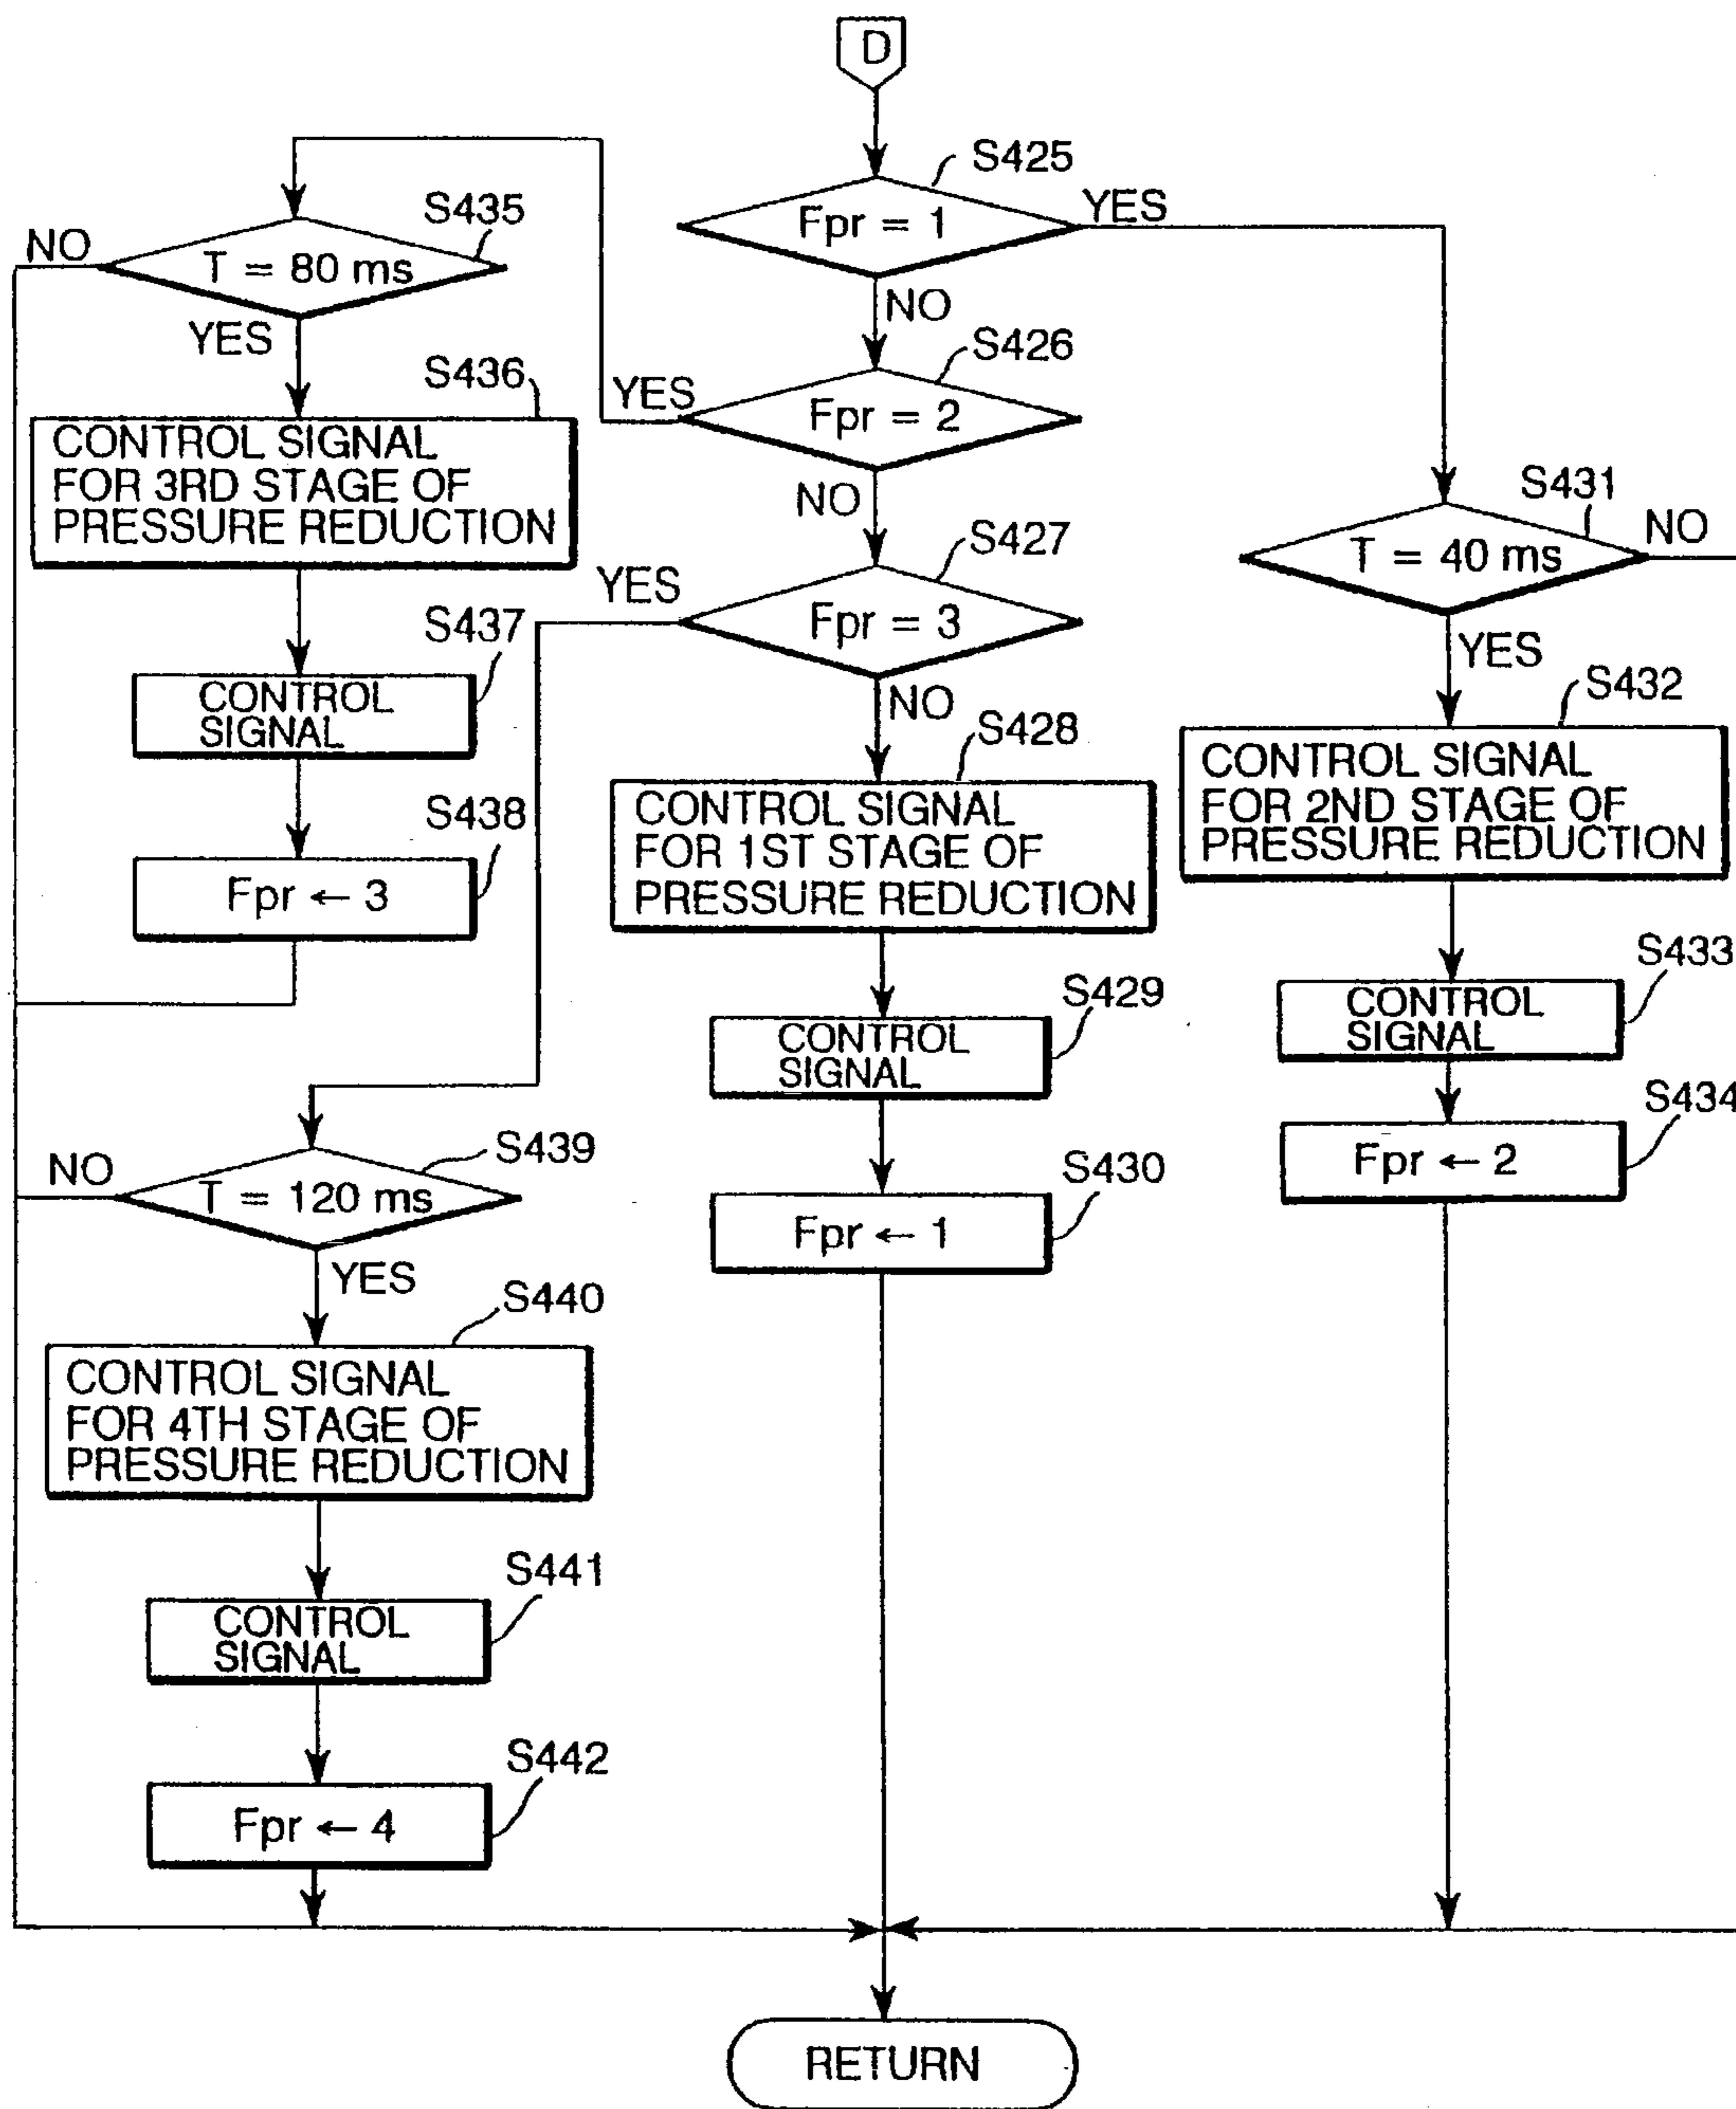 D
S425
Fpr = 1
YES
NO
S426
Fpr = 2
YES
NO
S427
Fpr = 3
YES
NO
S428
CONTROL SIGNAL
FOR 1ST STAGE OF
PRESSURE REDUCTION
S429
CONTROL
SIGNAL
S430
Fpr ← 1
S431
T = 40 ms
NO
YES
S432
CONTROL SIGNAL
FOR 2ND STAGE OF
PRESSURE REDUCTION
S433
CONTROL
SIGNAL
S434
Fpr ← 2
S435
T = 80 ms
NO
YES
S436
CONTROL SIGNAL
FOR 3RD STAGE OF
PRESSURE REDUCTION
S437
CONTROL
SIGNAL
S438
Fpr ← 3
S439
T = 120 ms
NO
YES
S440
CONTROL SIGNAL
FOR 4TH STAGE OF
PRESSURE REDUCTION
S441
CONTROL
SIGNAL
S442
Fpr ← 4
RETURN